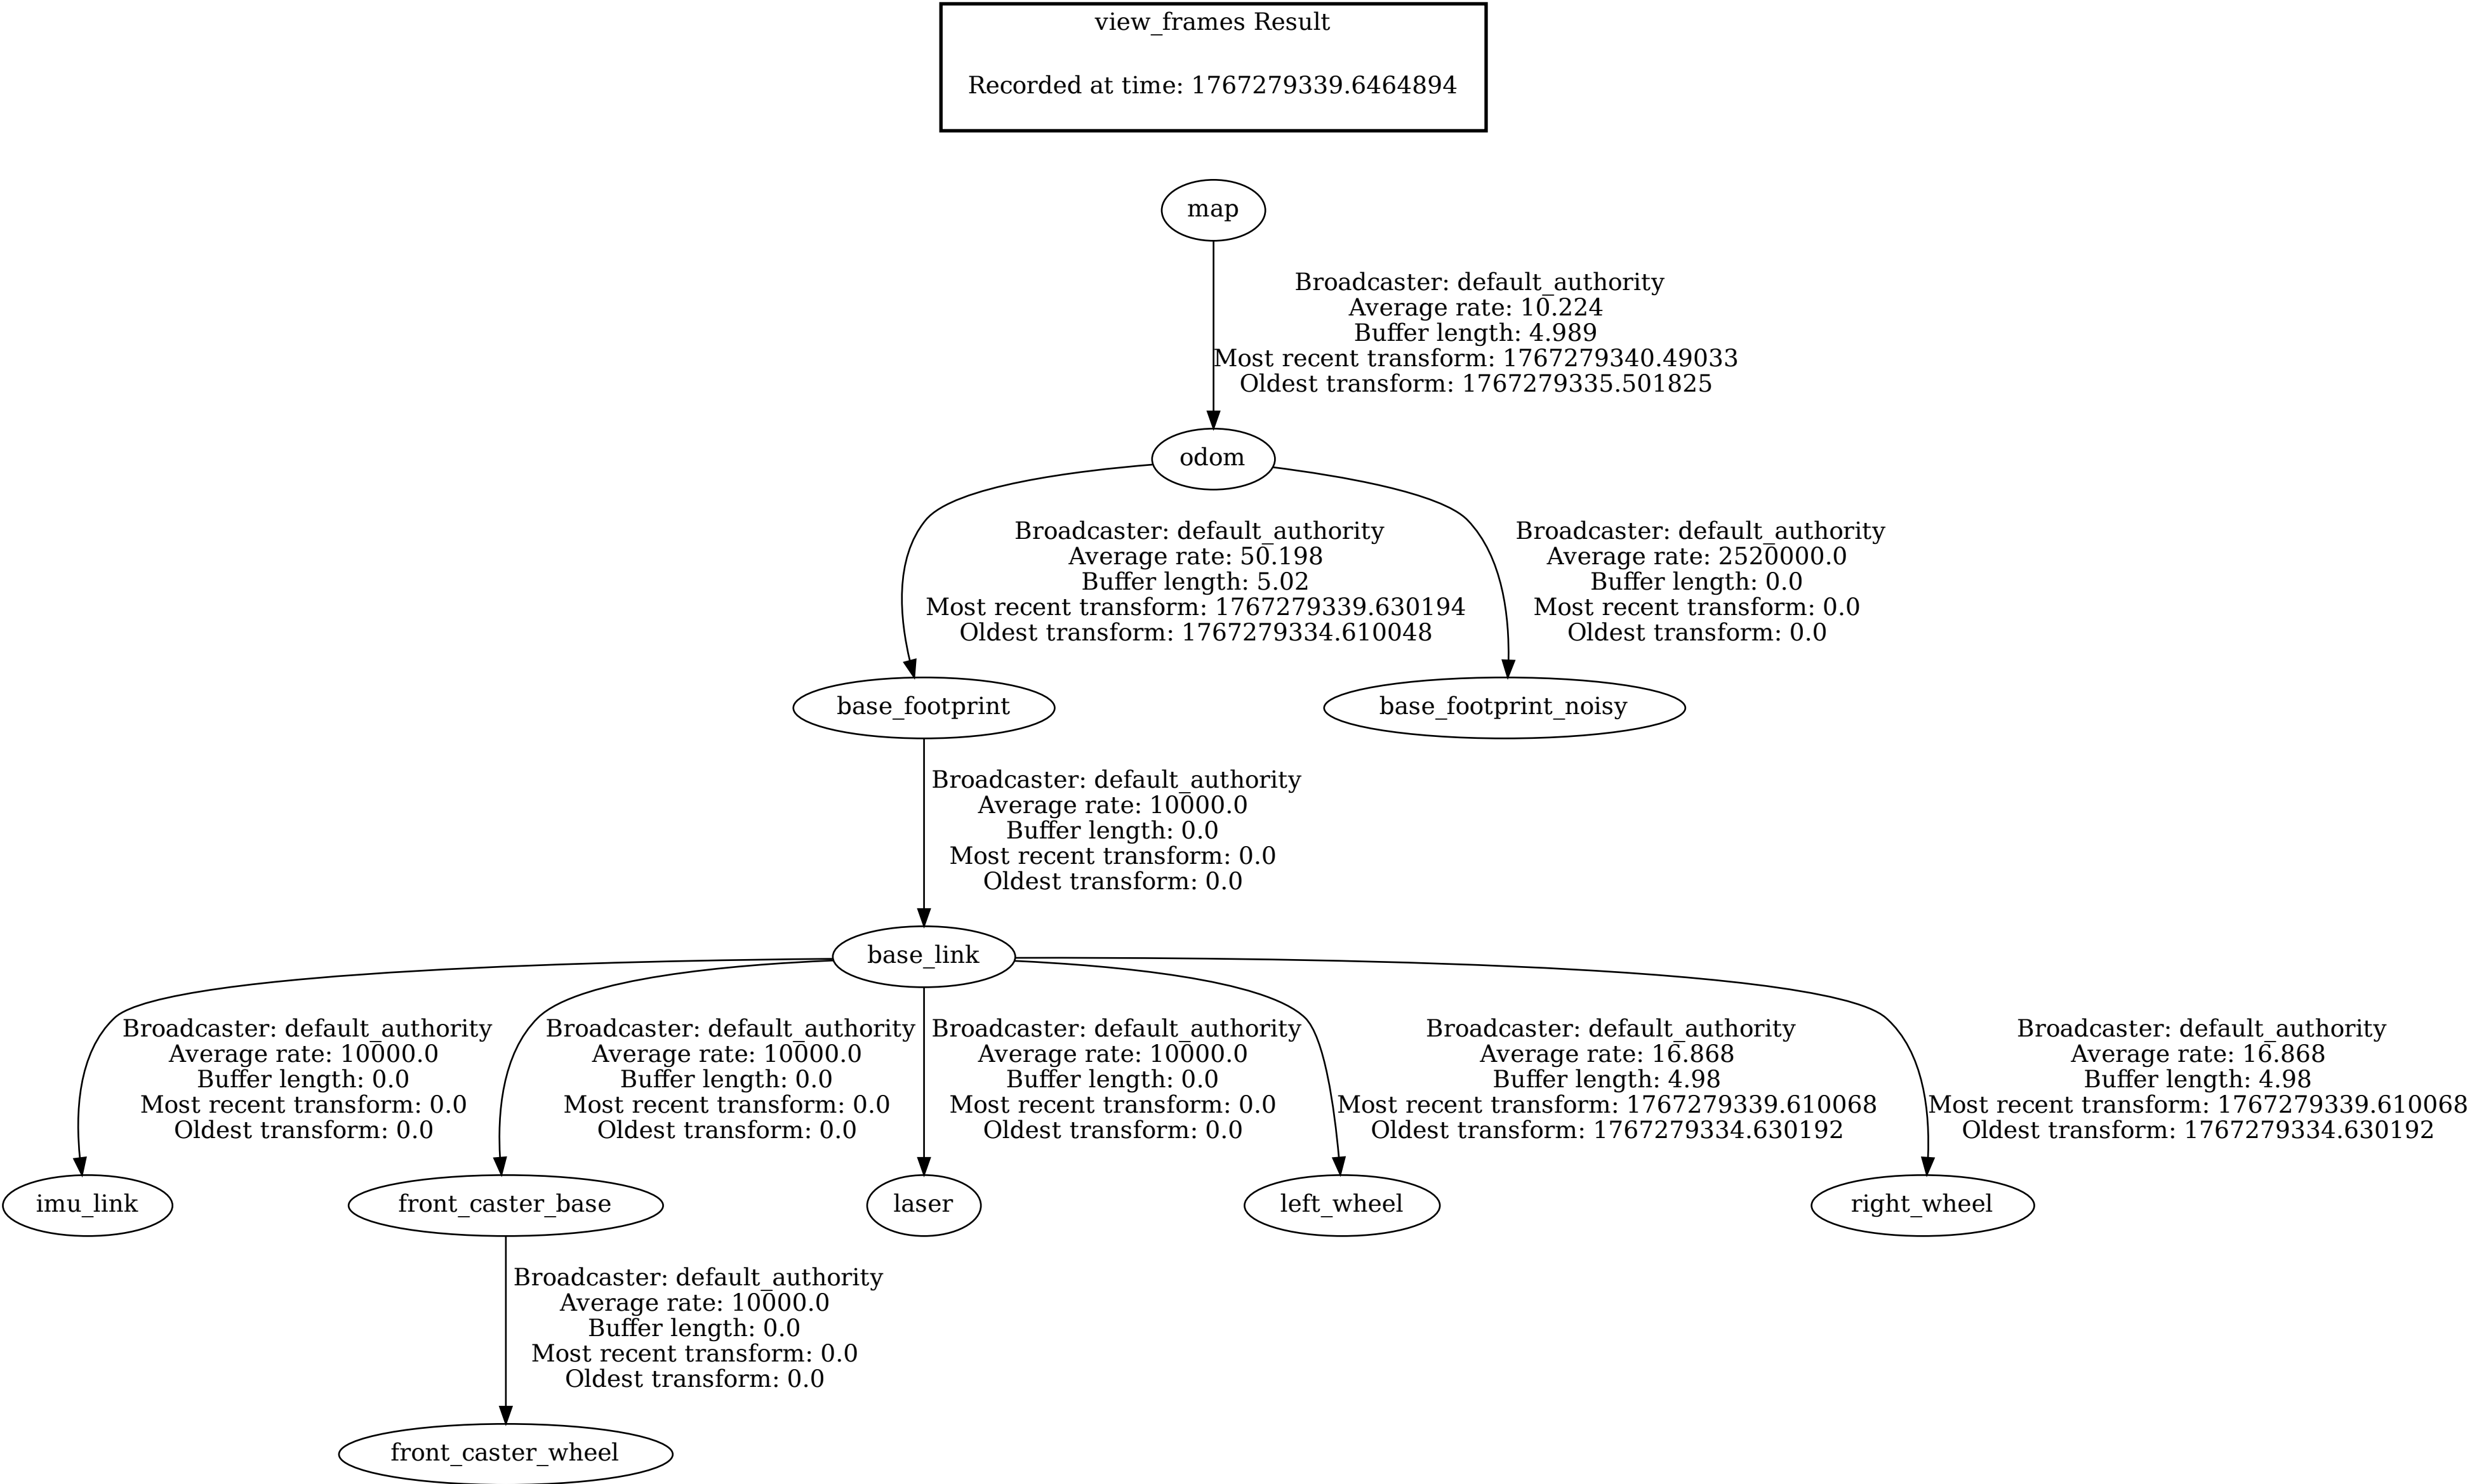 view_frames Result
Recorded at time: 1767279339.6464894
map
Broadcaster: default_authority
Average rate: 10.224
Buffer length: 4.989
Most recent transform: 1767279340.49033
Oldest transform: 1767279335.501825
odom
Broadcaster: default_authority
Average rate: 50.198
Buffer length: 5.02
Most recent transform: 1767279339.630194
Oldest transform: 1767279334.610048
Broadcaster: default_authority
Average rate: 2520000.0
Buffer length: 0.0
Most recent transform: 0.0
Oldest transform: 0.0
base_footprint
base_footprint_noisy
Broadcaster: default_authority
Average rate: 10000.0
Buffer length: 0.0
Most recent transform: 0.0
Oldest transform: 0.0
base_link
Broadcaster: default_authority
Average rate: 10000.0
Buffer length: 0.0
Most recent transform: 0.0
Oldest transform: 0.0
Broadcaster: default_authority
Average rate: 10000.0
Buffer length: 0.0
Most recent transform: 0.0
Oldest transform: 0.0
Broadcaster: default_authority
Average rate: 10000.0
Buffer length: 0.0
Most recent transform: 0.0
Oldest transform: 0.0
Broadcaster: default_authority
Average rate: 16.868
Buffer length: 4.98
Most recent transform: 1767279339.610068
Oldest transform: 1767279334.630192
Broadcaster: default_authority
Average rate: 16.868
Buffer length: 4.98
Most recent transform: 1767279339.610068
Oldest transform: 1767279334.630192
imu_link
front_caster_base
laser
left_wheel
right_wheel
Broadcaster: default_authority
Average rate: 10000.0
Buffer length: 0.0
Most recent transform: 0.0
Oldest transform: 0.0
front_caster_wheel